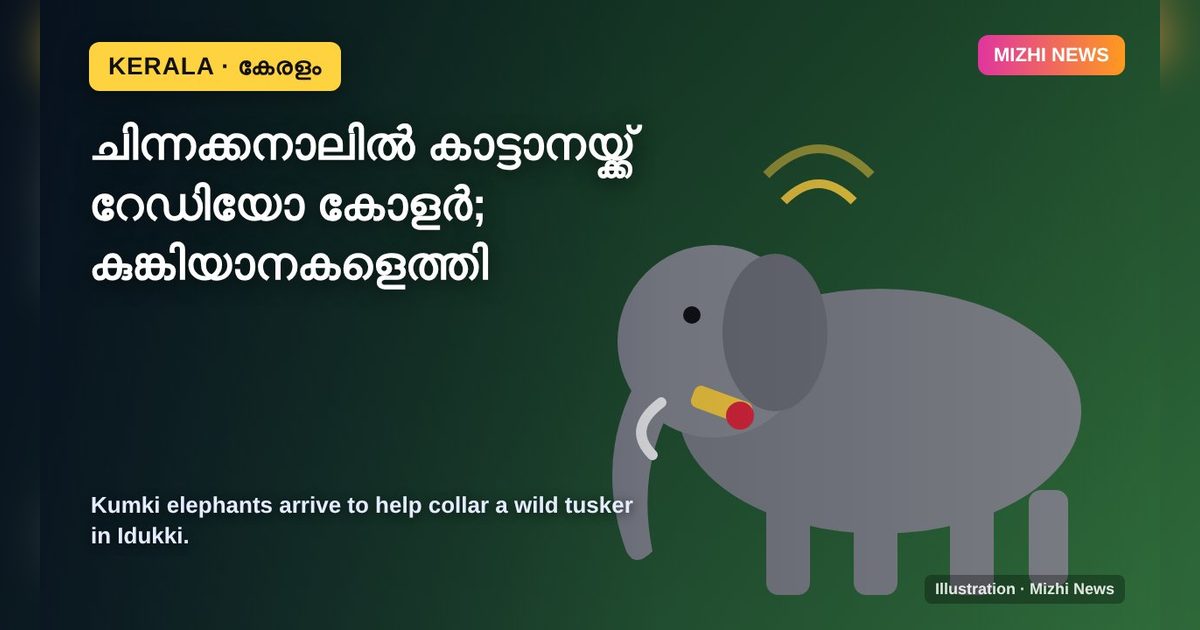 KERALA · കേരളം
MIZHI NEWS
ചിന്നക്കനാലിൽ കാട്ടാനയ്ക്ക്
റേഡിയോ കോളർ;
കുങ്കിയാനകളെത്തി
Kumki elephants arrive to help collar a wild tusker
in Idukki.
Illustration · Mizhi News